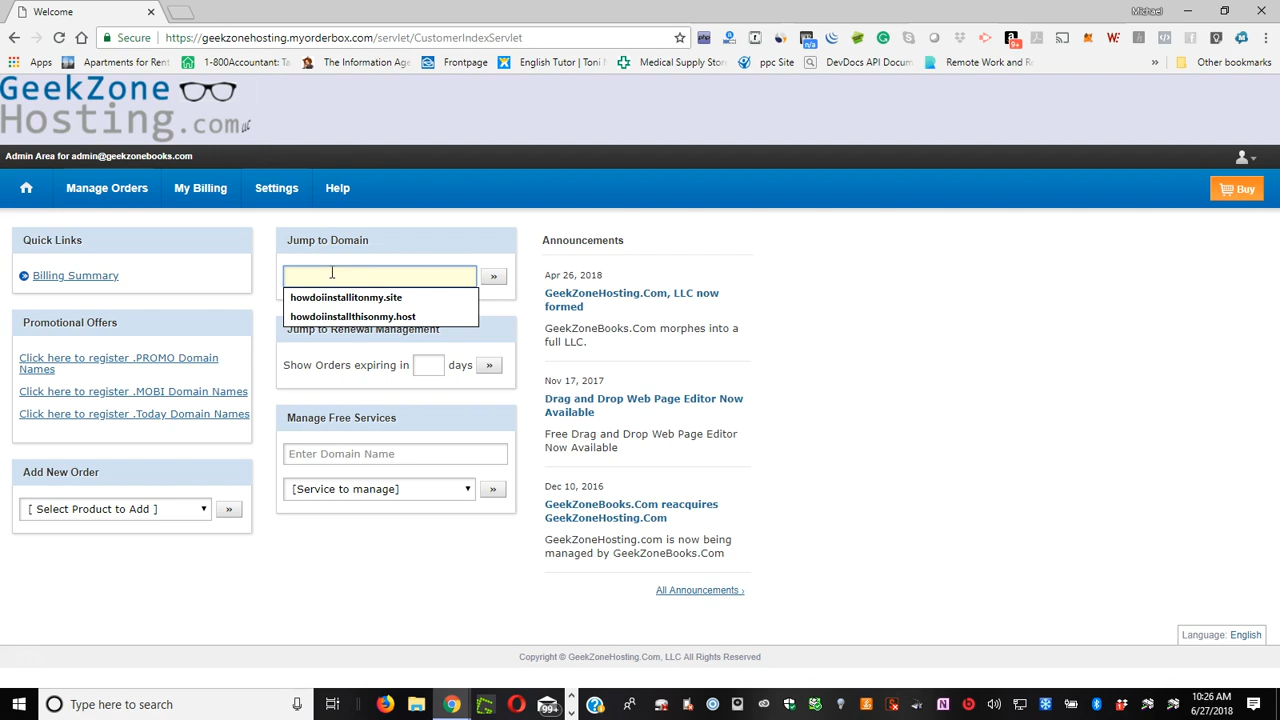 Welcome
Michael
Secure
https://geekzonehosting.myorderbox.com/servlet/CustomerIndexServlet
Apps
Apartments for Rent
1-800Accountant: Ta
The Information Age
Frontpage
English Tutor | Toni
Medical Supply Store
ppc Site
DevDocs API Docum
Remote Work and R
»
Other bookmarks
GeekZone
Hosting.com LLC
Admin Area for admin@geekzonebooks.com
Manage Orders
My Billing
Settings
Help
Buy
Quick Links
Billing Summary
Promotional Offers
Click here to register .PROMO Domain
Names
Click here to register .MOBI Domain Names
Click here to register .Today Domain Names
Add New Order
[ Select Product to Add ]
»
Jump to Domain
»
howdoiinstallitonmy.site
howdoiinstallthisonmy.host
Jump to Renewal Management
Show Orders expiring in days »
Manage Free Services
Enter Domain Name
[Service to manage]
»
Announcements
Apr 26, 2018
GeekZoneHosting.Com, LLC now
formed
GeekZoneBooks.Com morphes into a
full LLC.
Nov 17, 2017
Drag and Drop Web Page Editor Now
Available
Free Drag and Drop Web Page Editor
Now Available
Dec 10, 2016
GeekZoneBooks.Com reacquires
GeekZoneHosting.Com
GeekZoneHosting.com is now being
managed by GeekZoneBooks.Com
All Announcements ›
Language: English
Copyright © GeekZoneHosting.Com, LLC All Rights Reserved
Type here to search
99+
10:26 AM
6/27/2018